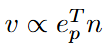 v ∝ e_p^T n